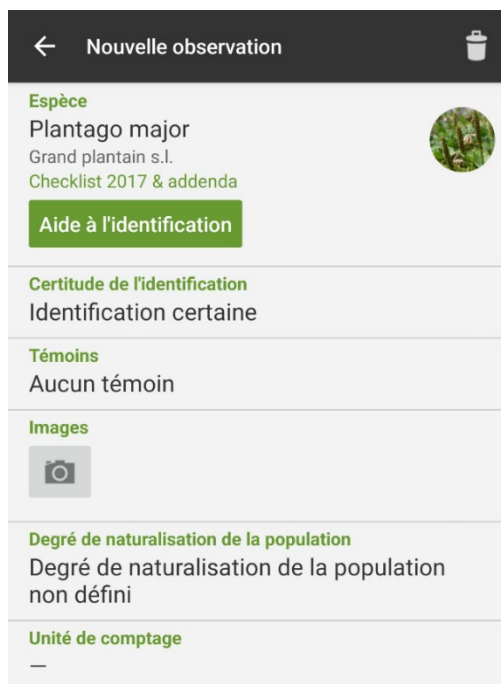 Nouvelle observation
Espèce
Plantago major
Grand plantain s.l.
Checklist 2017 & addenda
Aide à l'identification
Certitude de l'identification
Identification certaine
Témoins
Aucun témoin
Images
Degré de naturalisation de la population
Degré de naturalisation de la population
non défini
Unité de comptage
—